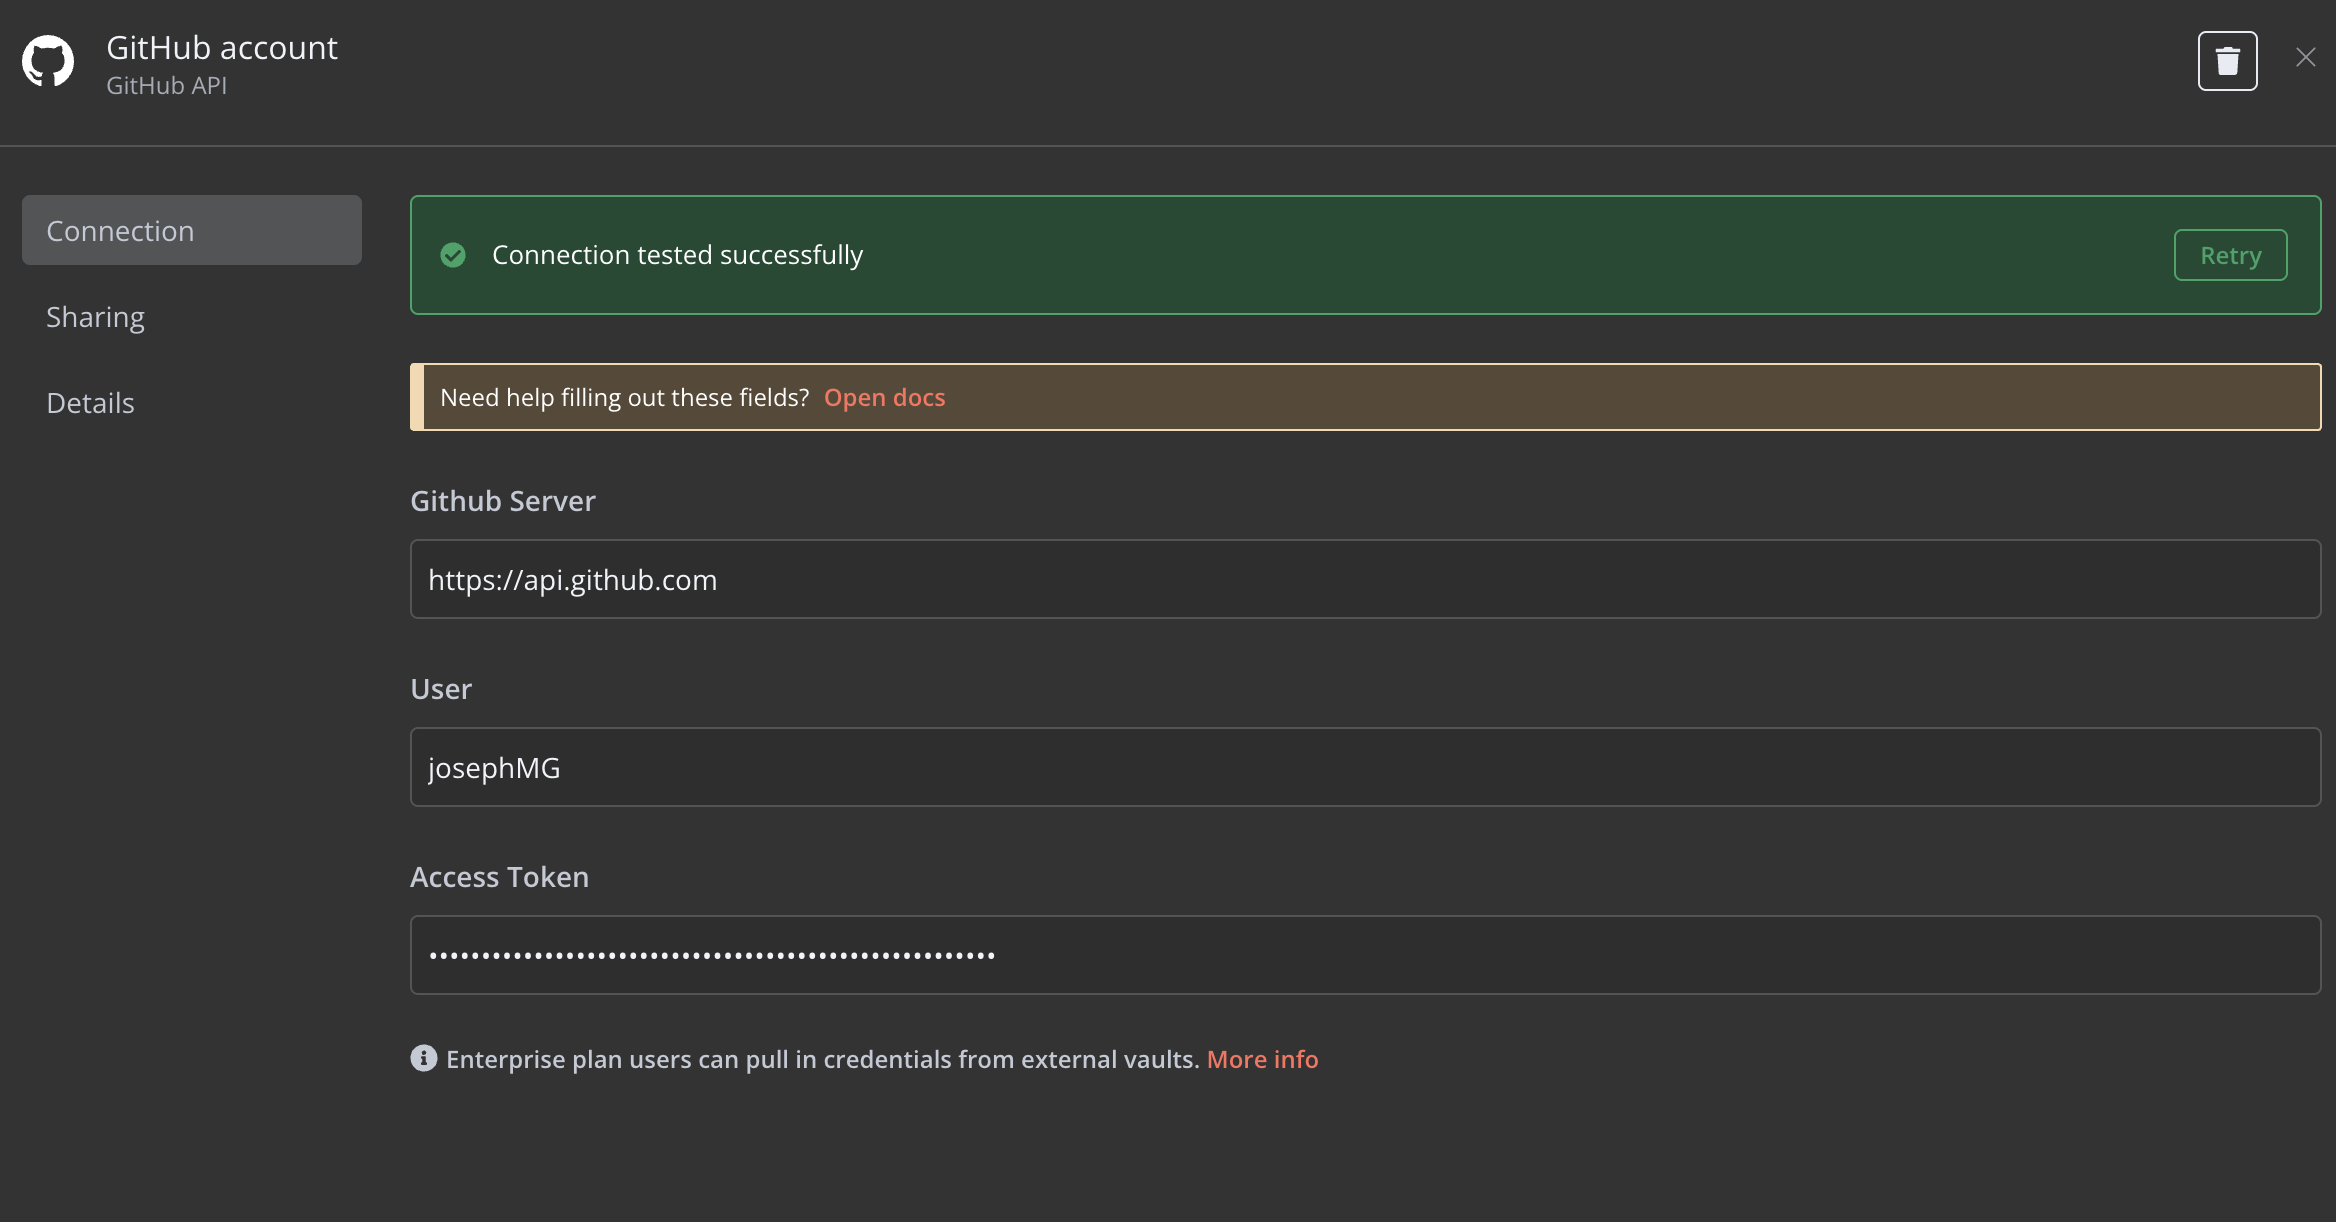 GitHub account
GitHub API
Connection
Sharing
Details
Connection tested successfully
Retry
Need help filling out these fields? Open docs
Github Server
https://api.github.com
User
josephMG
Access Token
••••••••••••••••••••••••••••••••••••••••••••••••••••••
Enterprise plan users can pull in credentials from external vaults. More info